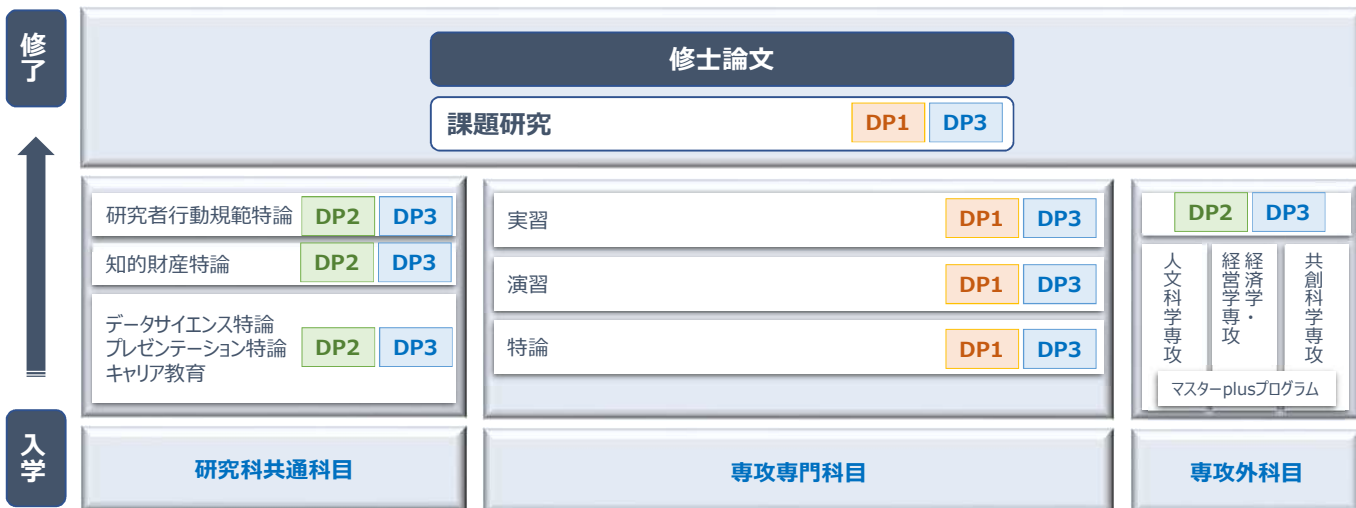 修了
修士論文
課題研究 DP1 DP3
研究者行動規範特論 DP2 DP3
知的財産特論 DP2 DP3
データサイエンス特論
プレゼンテーション特論 DP2 DP3
キャリア教育
実習 DP1 DP3
演習 DP1 DP3
特論 DP1 DP3
DP2 DP3
人文科学専攻
経済学・
経営学専攻
共創科学専攻
マスターplusプログラム
入学
研究科共通科目
専攻専門科目
専攻外科目